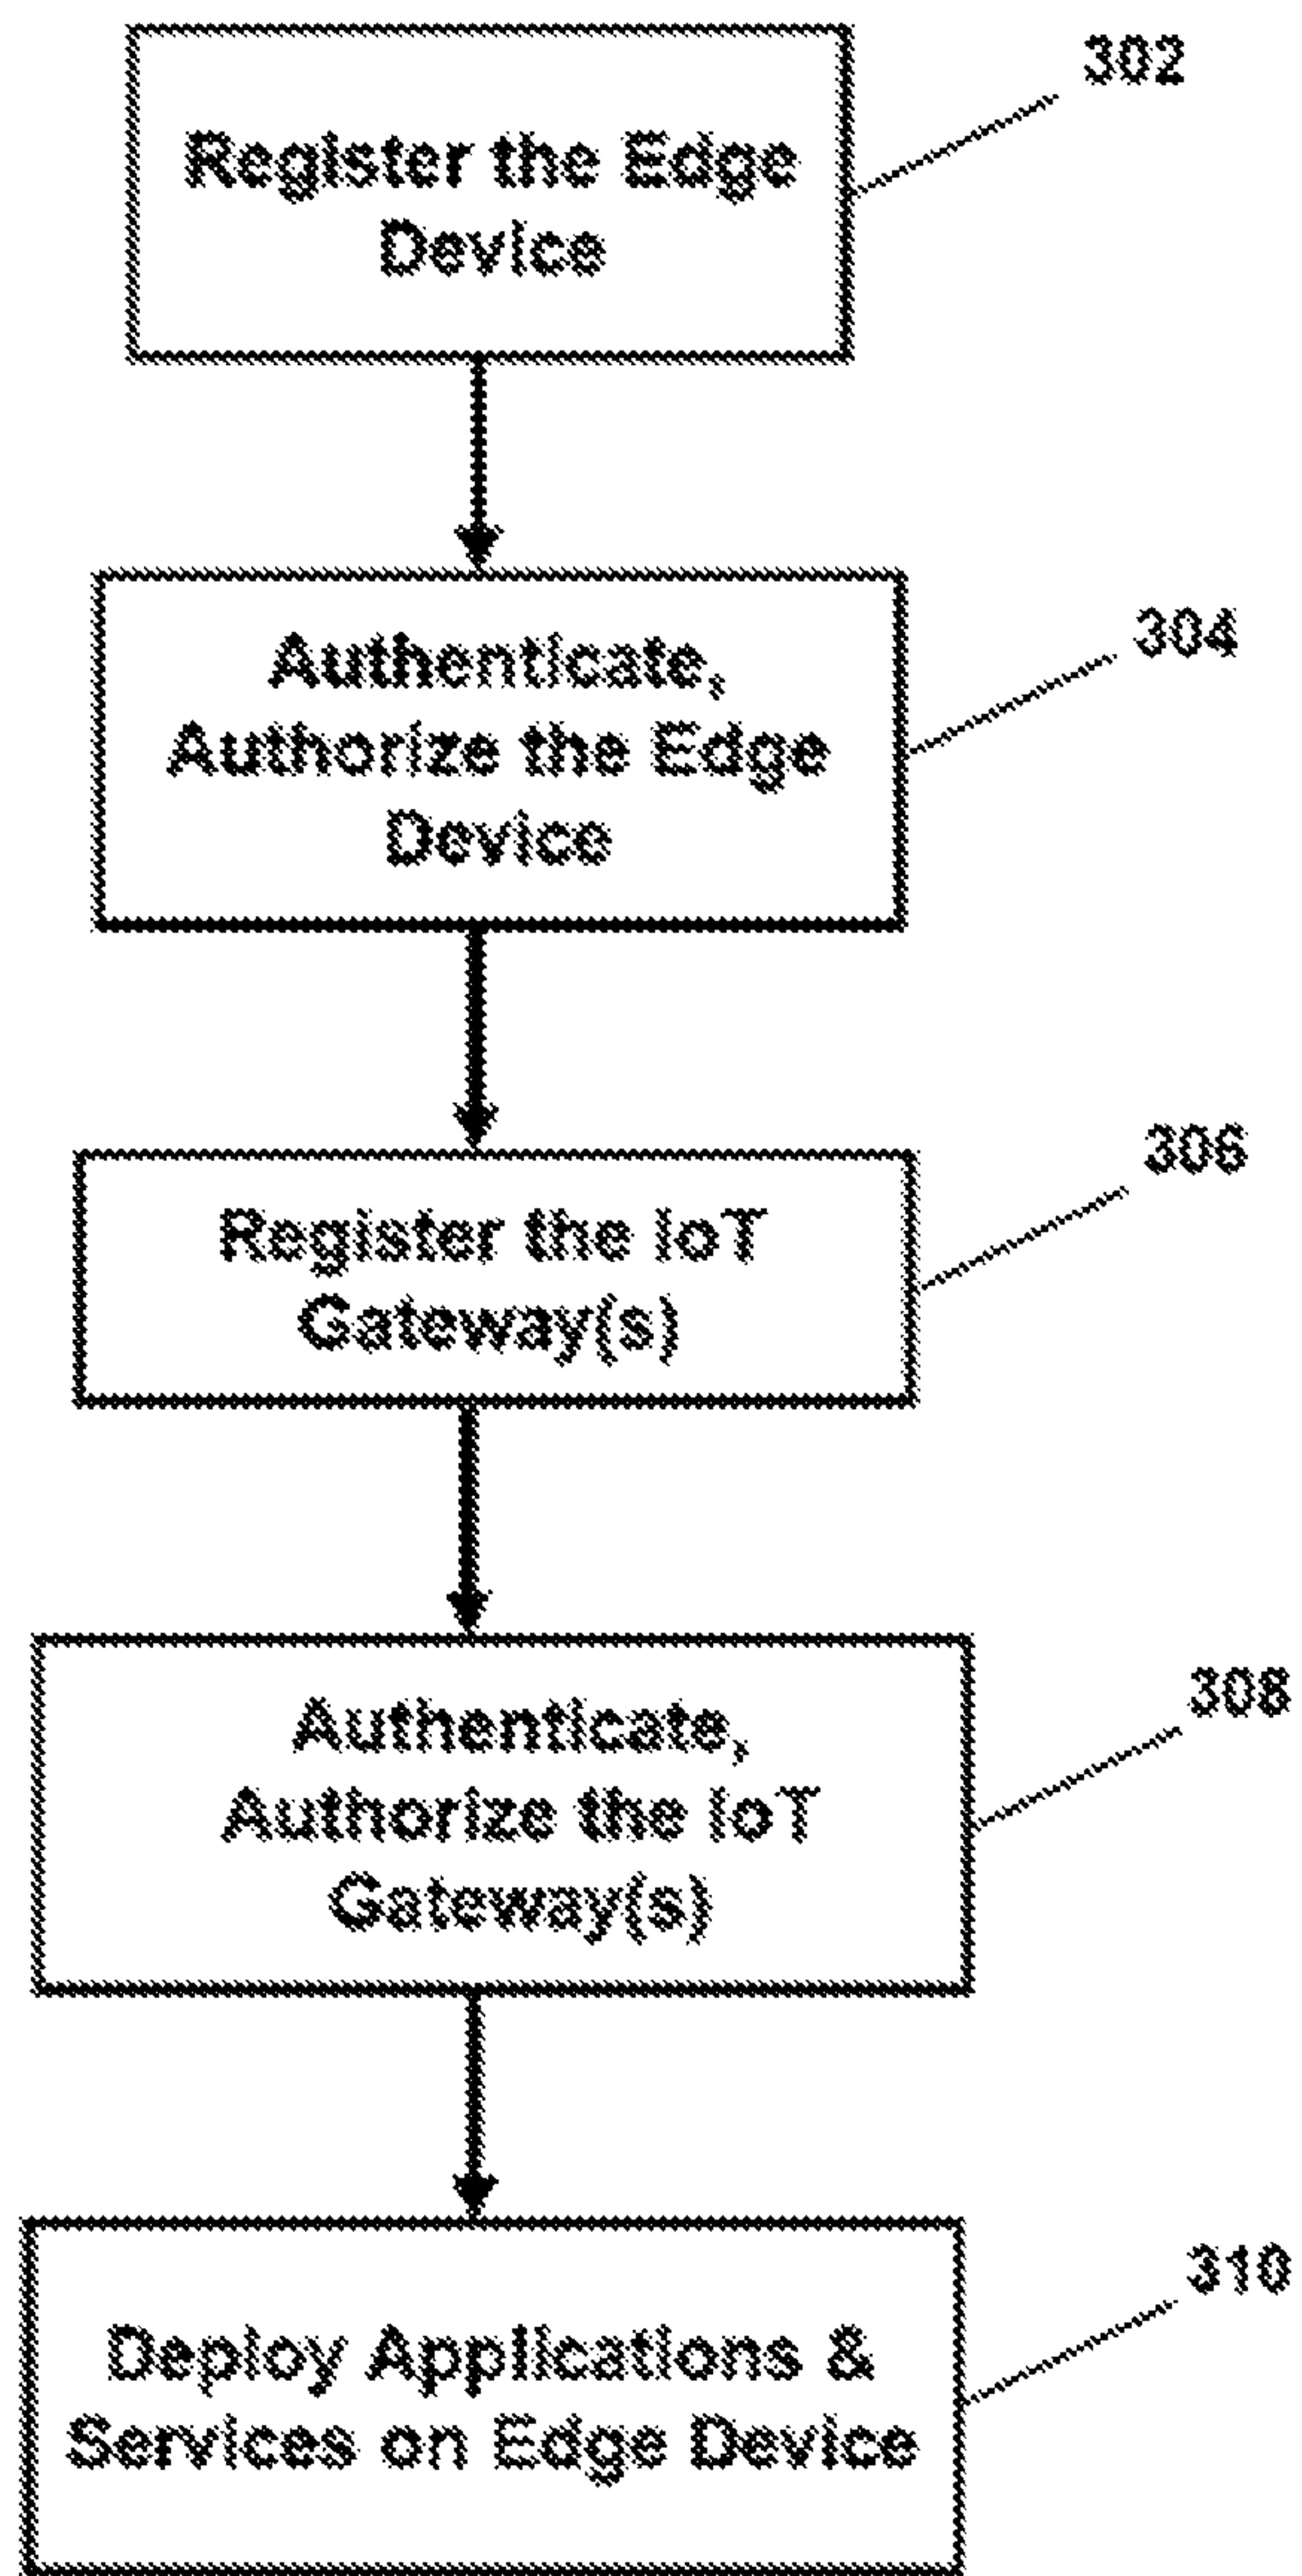 302
Register the Edge
Device
304
Authenticate,
Authorize the Edge
Device
306
Register the IoT
Gateway(s)
308
Authenticate,
Authorize the IoT
Gateway(s)
310
Deploy Applications &
Services on Edge Device